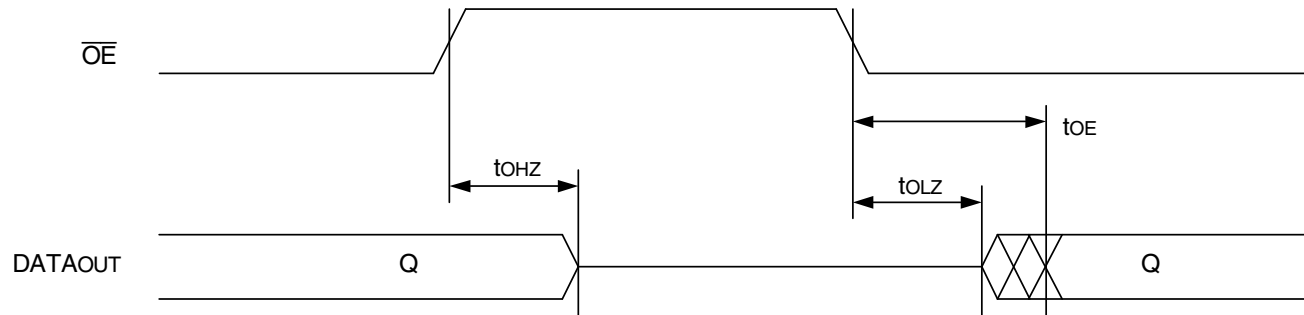 OE
tOE
tOHZ
tOLZ
DATAOUT
Q
Q